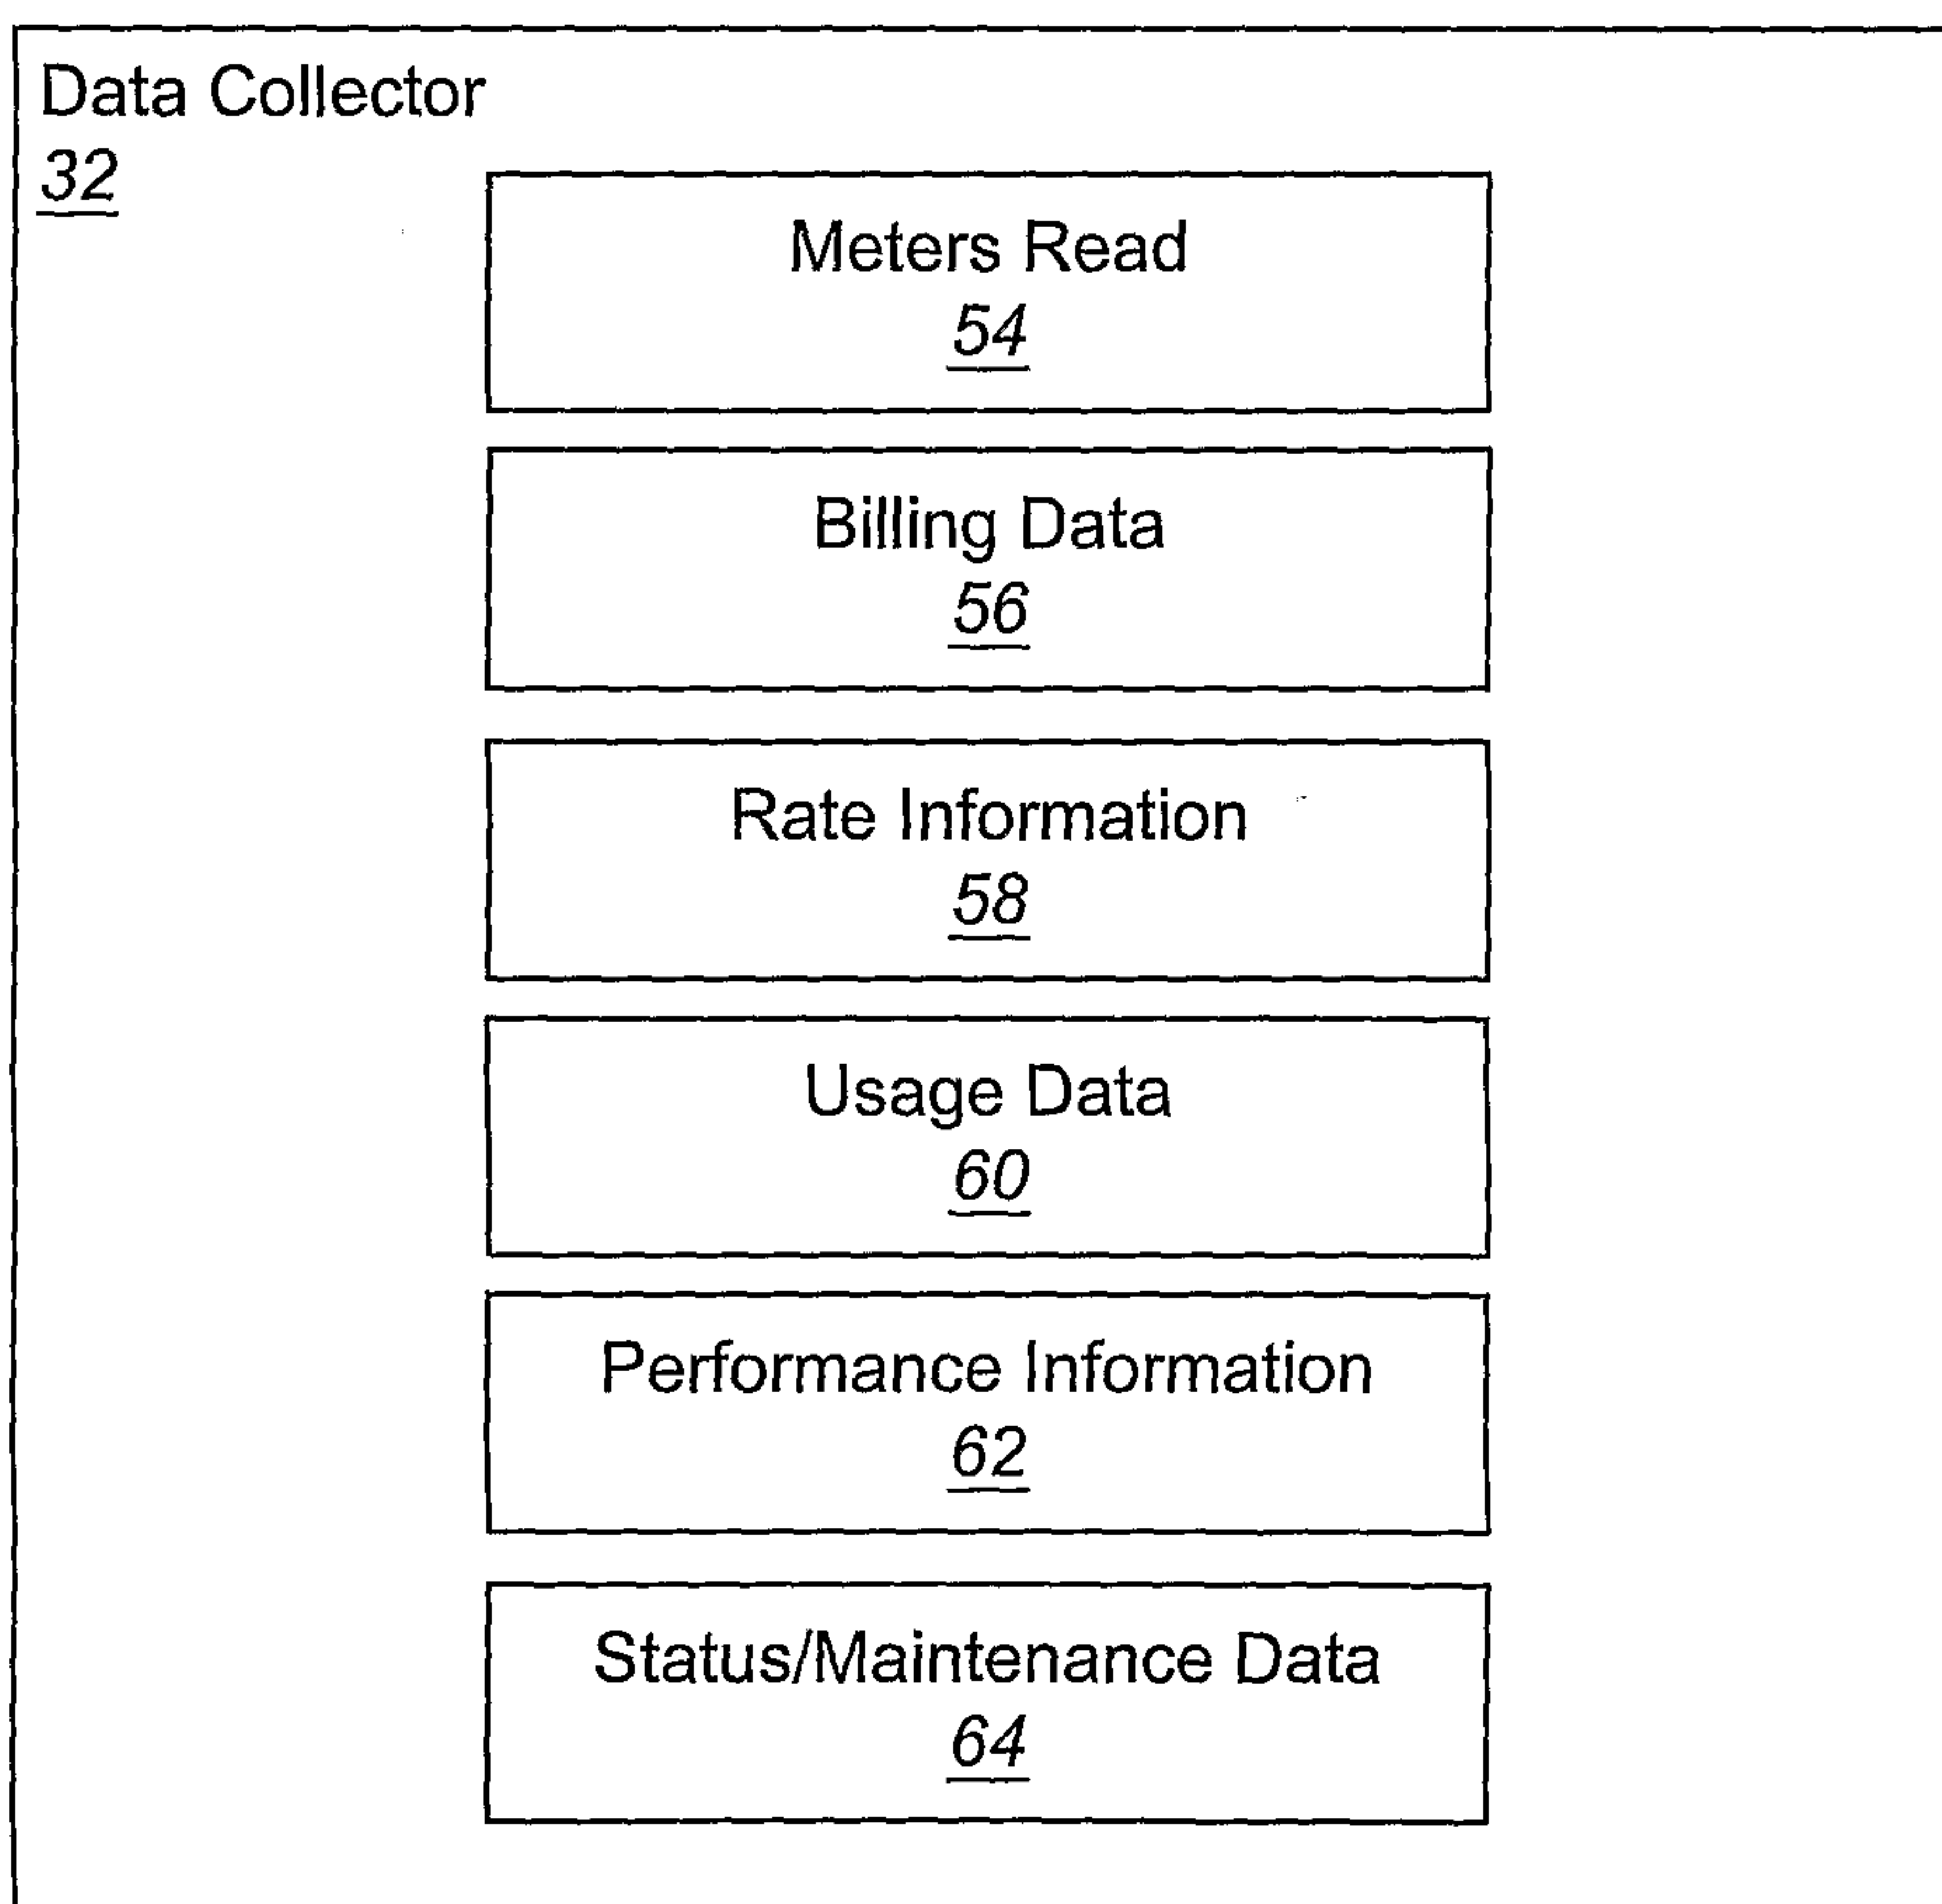 Data Collector
32
Meters Read
54
Billing Data
56
Rate Information
58
Usage Data
60
Performance Information
62
Status/Maintenance Data
64